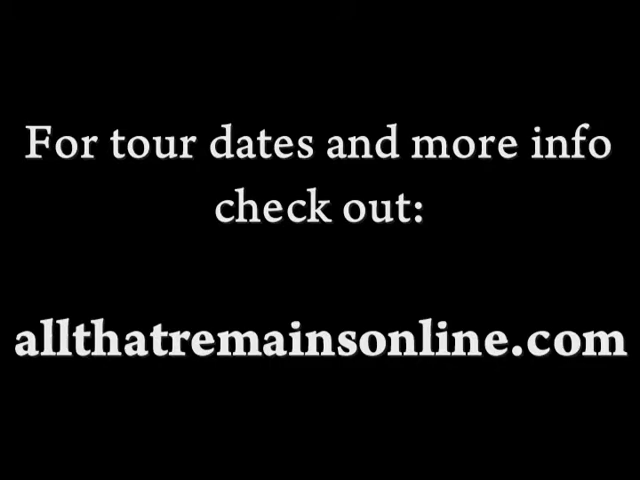 For tour dates and more info
check out:
allthatremainsonline.com